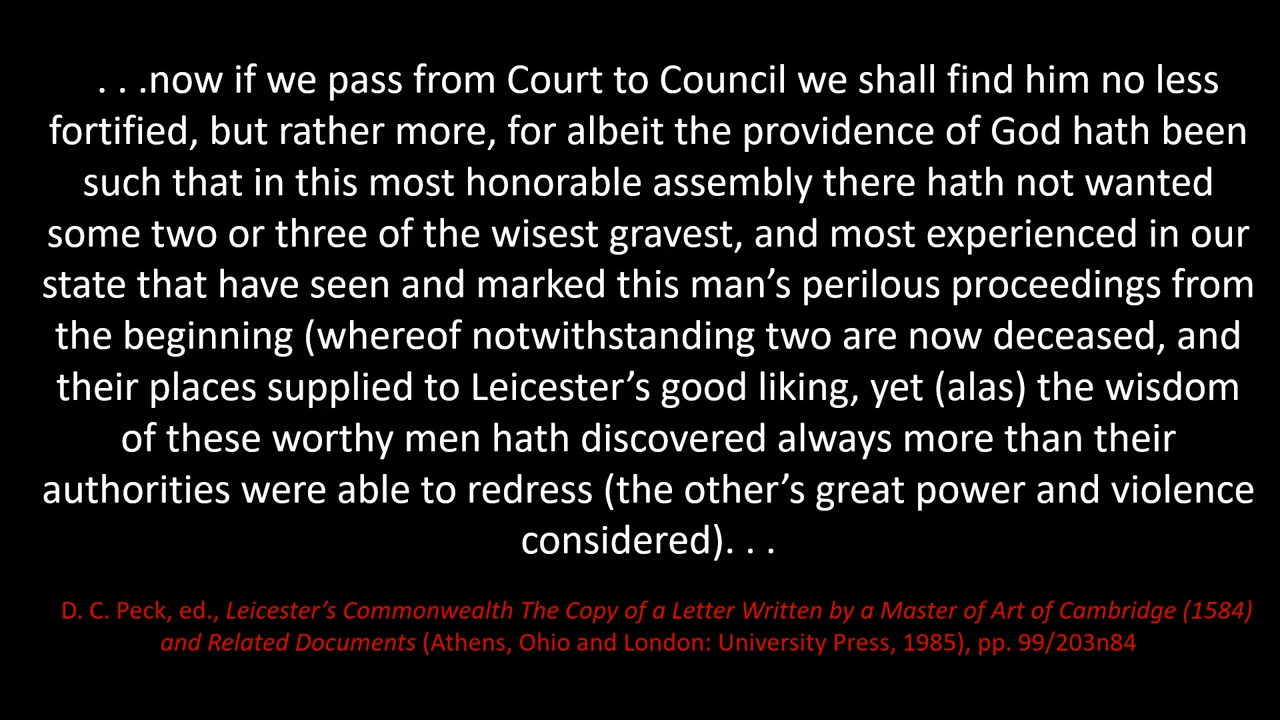 . . .now if we pass from Court to Council we shall find him no less
fortified, but rather more, for albeit the providence of God hath been
such that in this most honorable assembly there hath not wanted
some two or three of the wisest gravest, and most experienced in our
state that have seen and marked this man’s perilous proceedings from
the beginning (whereof notwithstanding two are now deceased, and
their places supplied to Leicester’s good liking, yet (alas) the wisdom
of these worthy men hath discovered always more than their
authorities were able to redress (the other’s great power and violence
considered). . .
D. C. Peck, ed., Leicester’s Commonwealth The Copy of a Letter Written by a Master of Art of Cambridge (1584)
and Related Documents (Athens, Ohio and London: University Press, 1985), pp. 99/203n84